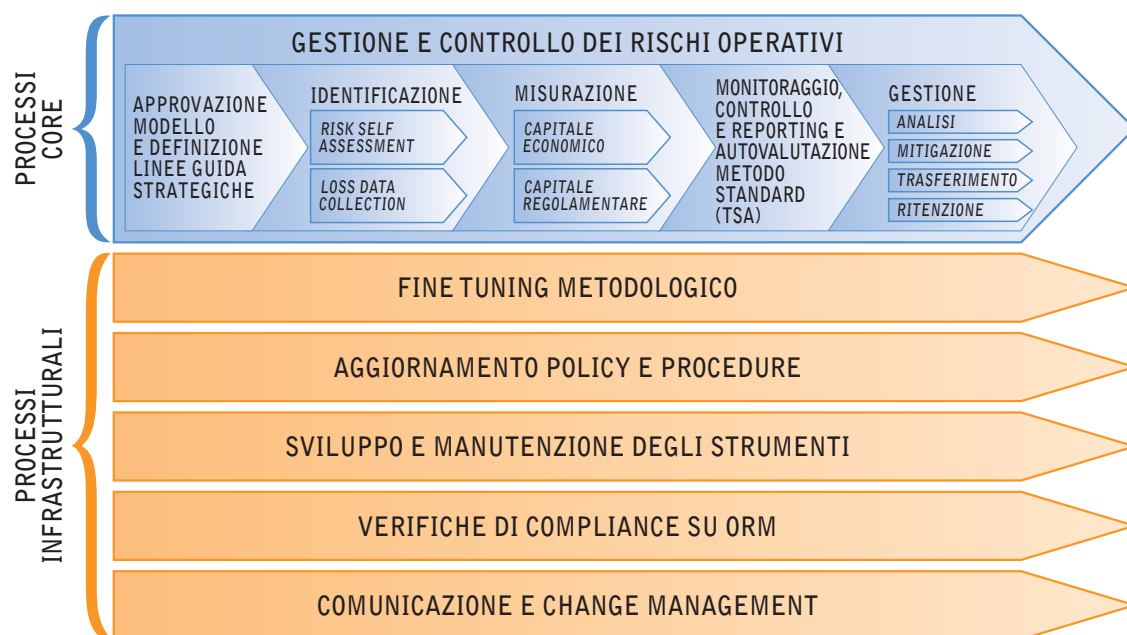 PROCESSI
CORE
GESTIONE E CONTROLLO DEI RISCHI OPERATIVI
APPROVAZIONE
MODELLO
E DEFINIZIONE
LINEE GUIDA
STRATEGICHE
IDENTIFICAZIONE
RISK SELF
ASSESSMENT
LOSS DATA
COLLECTION
MISURAZIONE
CAPITALE
ECONOMICO
CAPITALE
REGOLAMENTARE
MONITORAGGIO,
CONTROLLO
E REPORTING E
AUTOVALUTAZIONE
METODO
STANDARD
(TSA)
GESTIONE
ANALISI
MITIGAZIONE
TRASFERIMENTO
RITENZIONE
PROCESSI
INFRASTRUTTURALI
FINE TUNING METODOLOGICO
AGGIORNAMENTO POLICY E PROCEDURE
SVILUPPO E MANUTENZIONE DEGLI STRUMENTI
VERIFICHE DI COMPLIANCE SU ORM
COMUNICAZIONE E CHANGE MANAGEMENT